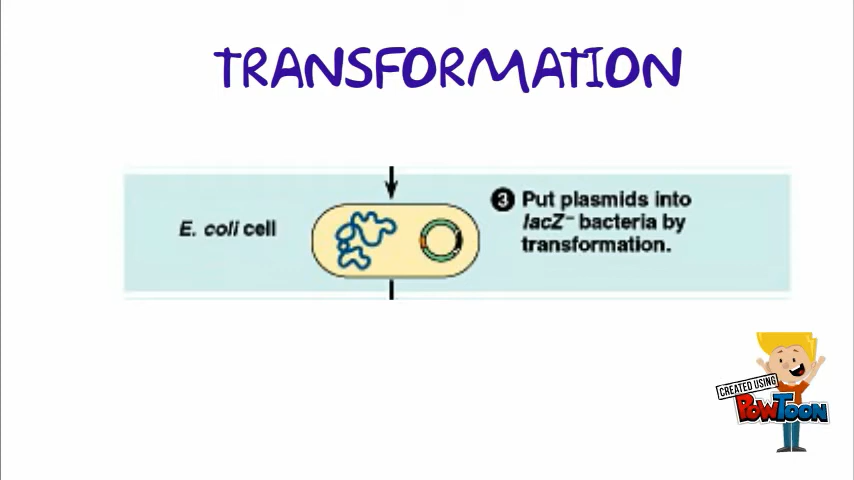 TRANSFORMATION
E. coli cell
3 Put plasmids into
lacZ⁻ bacteria by
transformation.
CREATED USING
POWTOON